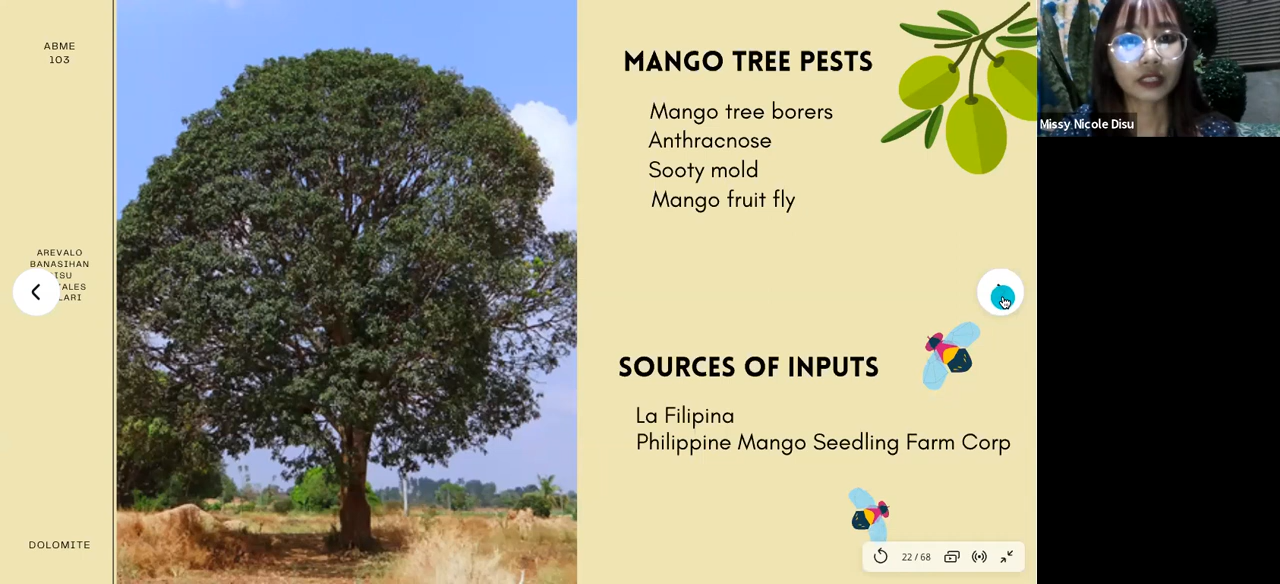 ABME
103
AREVALO
BANASIHAN
DOLOMITE
MANGO TREE PESTS
Mango tree borers
Anthracnose
Sooty mold
Mango fruit fly
SOURCES OF INPUTS
La Filipina
Philippine Mango Seedling Farm Corp
22 / 68
Missy Nicole Disu